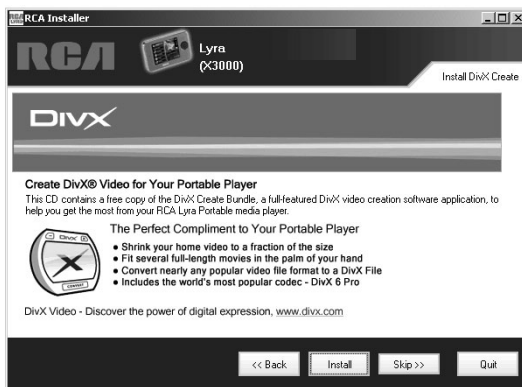 RCA Installer
RCA
Lyra
(X3000)
Install DivX Create
DIVX
Create DivX® Video for Your Portable Player
This CD contains a free copy of the DivX Create Bundle, a full-featured DivX video creation software application, to
help you get the most from your RCA Lyra Portable media player.
The Perfect Compliment to Your Portable Player
• Shrink your home video to a fraction of the size
• Fit several full-length movies in the palm of your hand
• Convert nearly any popular video file format to a DivX File
• Includes the world's most popular codec - DivX 6 Pro
DivX Video - Discover the power of digital expression, www.divx.com
<< Back
Install
Skip >>
Quit